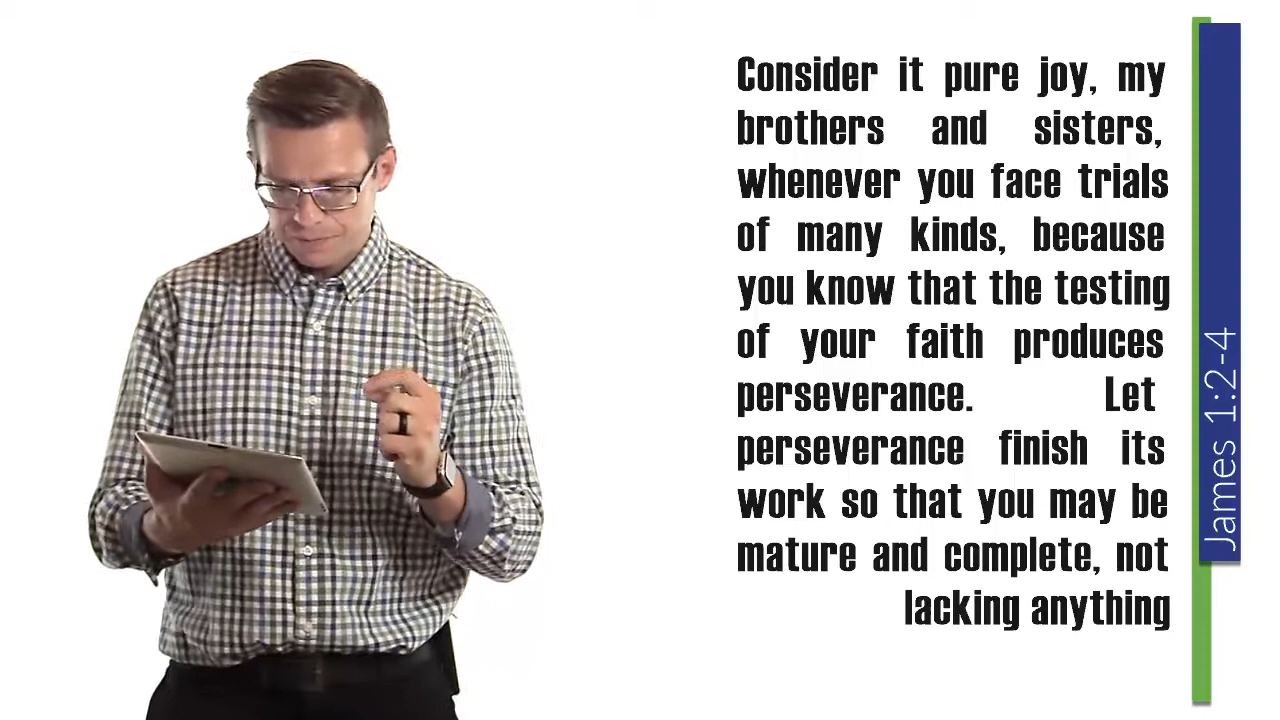 Consider it pure joy, my
brothers and sisters,
whenever you face trials
of many kinds, because
you know that the testing
of your faith produces
perseverance. Let
perseverance finish its
work so that you may be
mature and complete, not
lacking anything
James 1:2-4